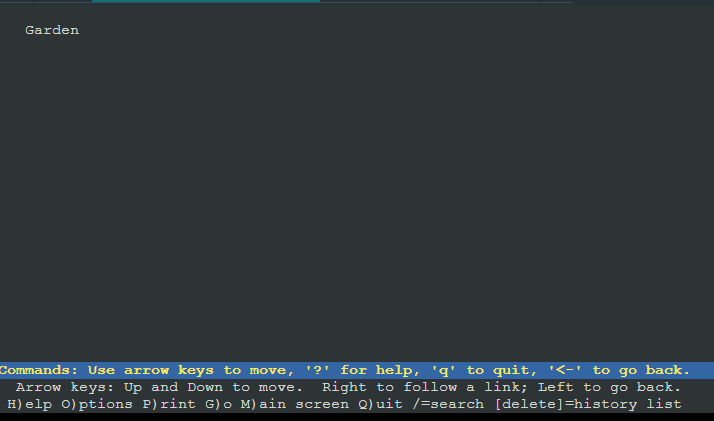 Garden
Commands: Use arrow keys to move, '?' for help, 'q' to quit, '<-' to go back.
Arrow keys: Up and Down to move.  Right to follow a link; Left to go back.
H)elp O)ptions P)rint G)o M)ain screen Q)uit /=search [delete]=history list